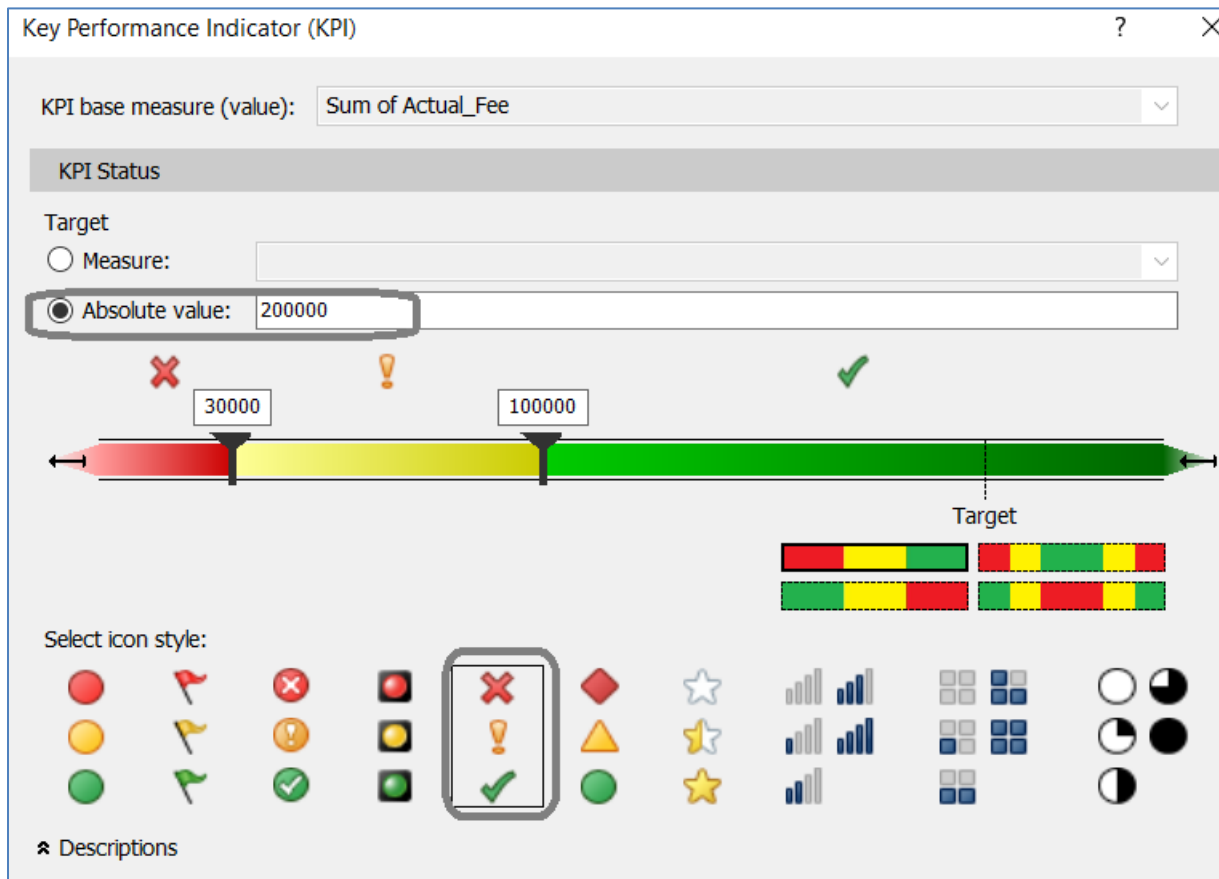 Key Performance Indicator (KPI) ?
KPI base measure (value): Sum of Actual_Fee
KPI Status
Target
Measure:
Absolute value: 200000
30000 100000
Target
Select icon style:
Descriptions